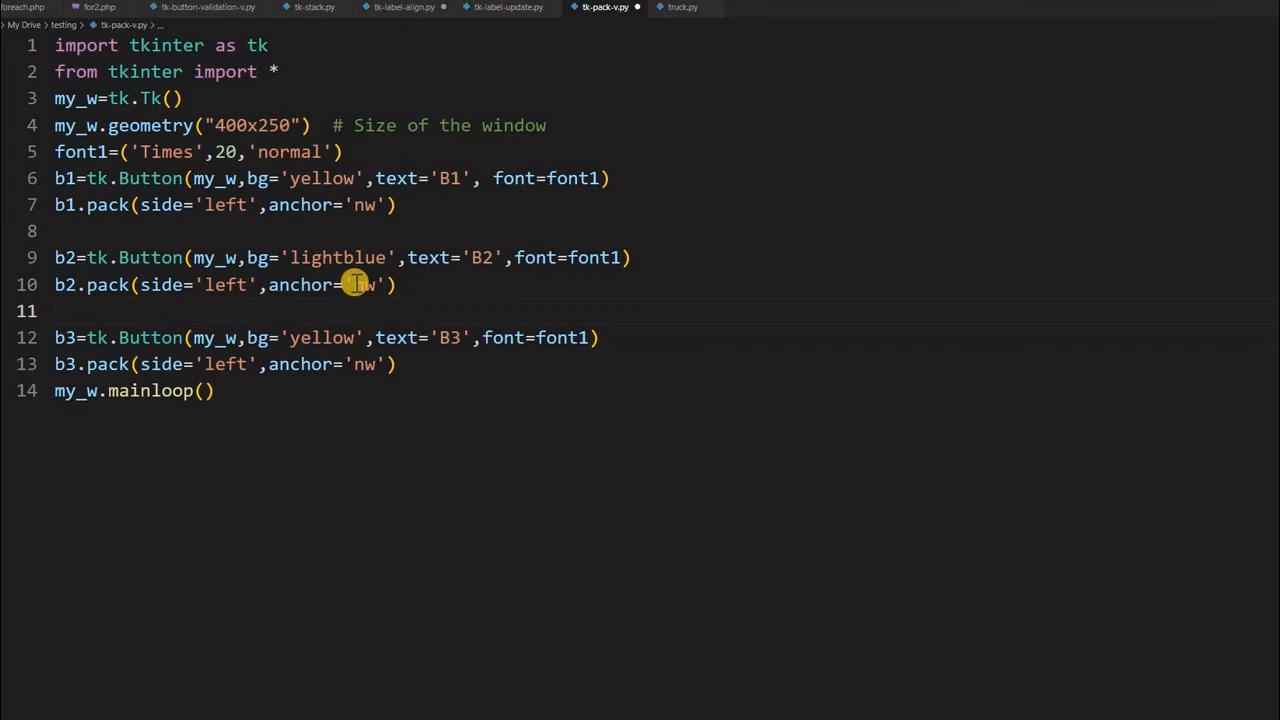 foreach.php for2.php tk-button-validation-v.py tk-stack.py tk-label-align.py tk-label-update.py tk-pack-v.py truck.py
My Drive > testing > tk-pack-v.py > ...
1 import tkinter as tk
2 from tkinter import *
3 my_w=tk.Tk()
4 my_w.geometry("400x250")  # Size of the window
5 font1=('Times',20,'normal')
6 b1=tk.Button(my_w,bg='yellow',text='B1', font=font1)
7 b1.pack(side='left',anchor='nw')
8
9 b2=tk.Button(my_w,bg='lightblue',text='B2',font=font1)
10 b2.pack(side='left',anchor='nw')
11
12 b3=tk.Button(my_w,bg='yellow',text='B3',font=font1)
13 b3.pack(side='left',anchor='nw')
14 my_w.mainloop()